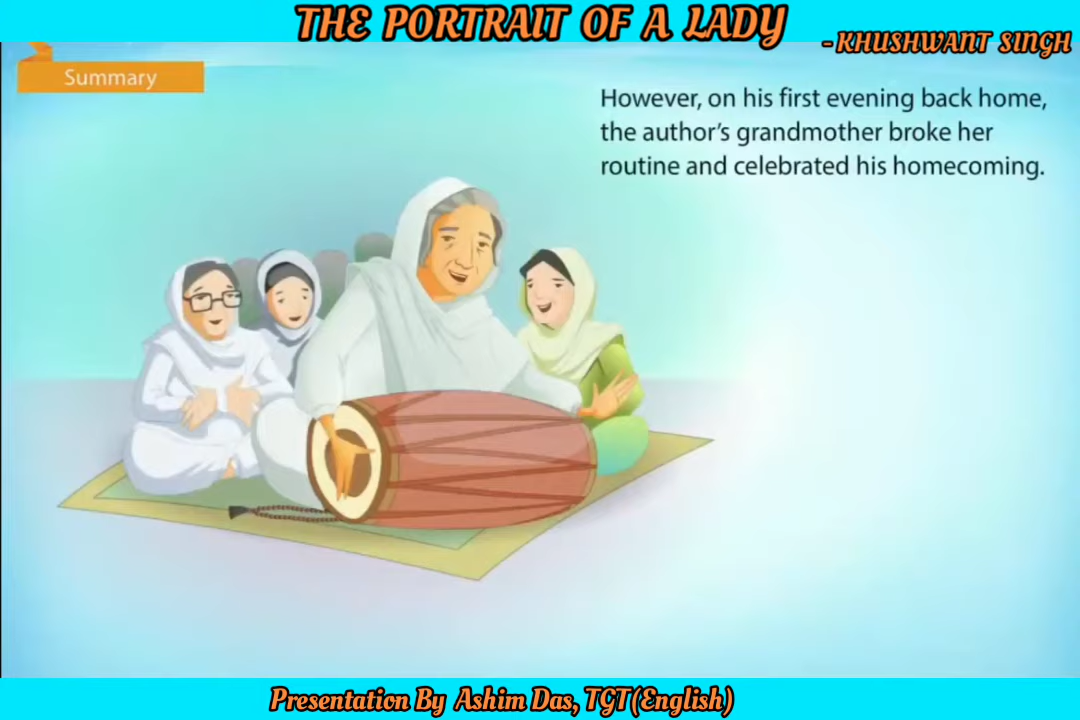 THE PORTRAIT OF A LADY
- KHUSHWANT SINGH
Summary
However, on his first evening back home,
the author's grandmother broke her
routine and celebrated his homecoming.
Presentation By Ashim Das, TGT(English)